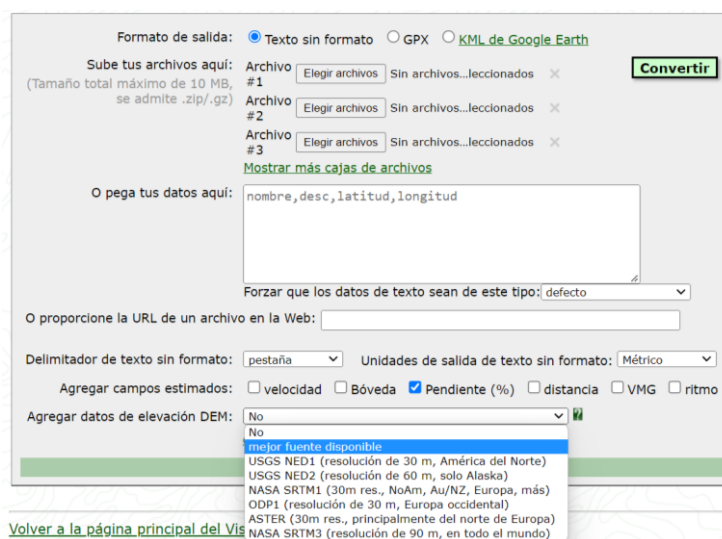 Formato de salida: Texto sin formato GPX KML de Google Earth
Sube tus archivos aquí:
(Tamaño total máximo de 10 MB,
se admite .zip/.gz)
Archivo #1 Elegir archivos Sin archivos...leccionados
Archivo #2 Elegir archivos Sin archivos...leccionados
Archivo #3 Elegir archivos Sin archivos...leccionados
Convertir
Mostrar más cajas de archivos
O pega tus datos aquí: nombre,desc,latitud,longitud
Forzar que los datos de texto sean de este tipo: defecto
O proporcione la URL de un archivo en la Web:
Delimitador de texto sin formato: pestaña Unidades de salida de texto sin formato: Métrico
Agregar campos estimados: velocidad Bóveda Pendiente (%) distancia VMG ritmo
Agregar datos de elevación DEM: No
No
mejor fuente disponible
USGS NED1 (resolución de 30 m, América del Norte)
USGS NED2 (resolución de 60 m, solo Alaska)
NASA SRTM1 (30m res., NoAm, Au/NZ, Europa, más)
ODP1 (resolución de 30 m, Europa occidental)
ASTER (30m res., principalmente del norte de Europa)
NASA SRTM3 (resolución de 90 m, en todo el mundo)
Volver a la página principal del Vis